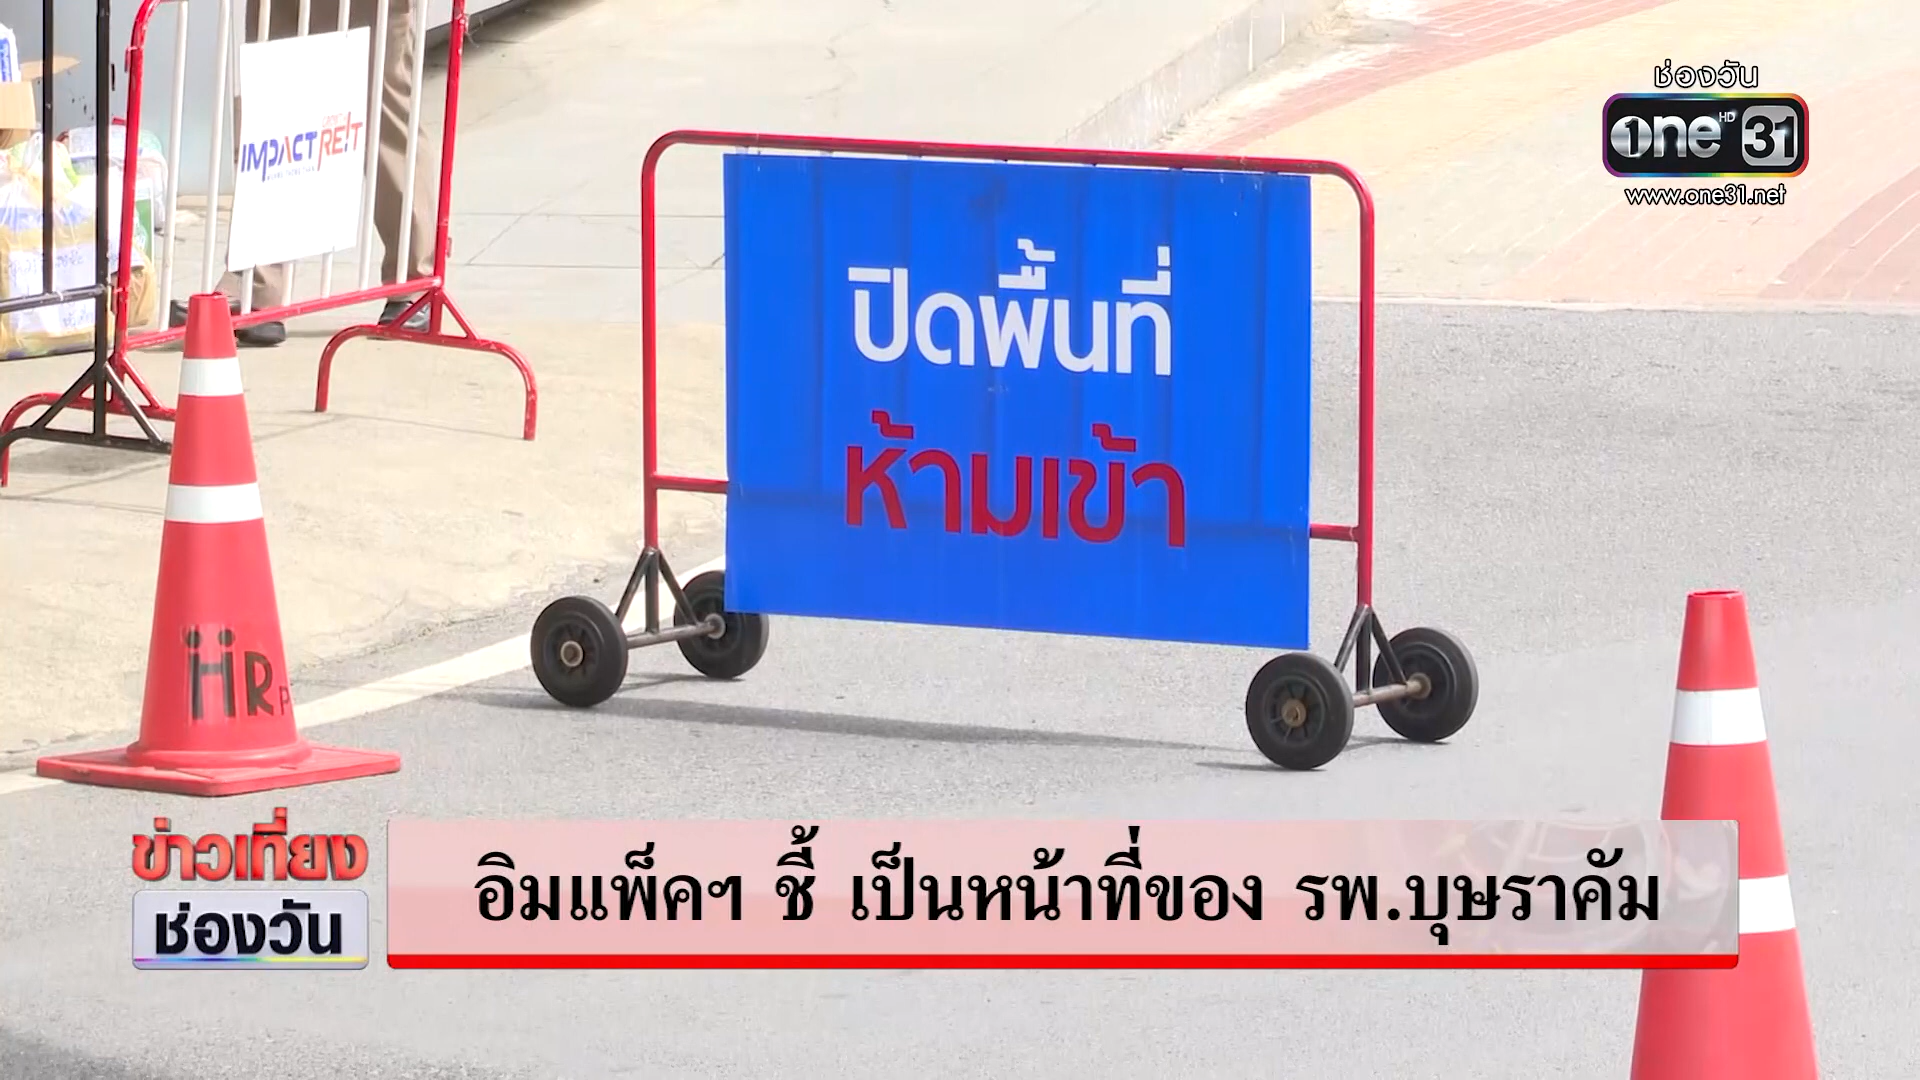 ช่องวัน
one HD 31
www.one31.net
IMPACT REIT
ปิดพื้นที่
ห้ามเข้า
HR P
ข่าวเที่ยง
ช่องวัน
อิมแพ็คฯ ชี้ เป็นหน้าที่ของ รพ.บุษราคัม